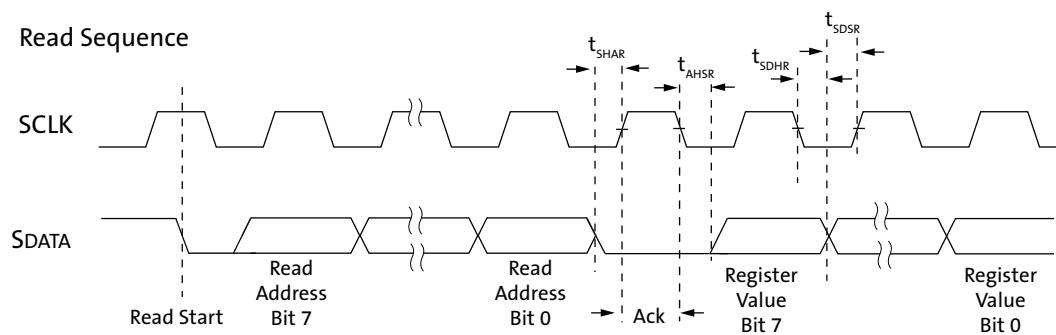 Read Sequence
tSHAR
tAHSR
tSDHR
tSDSR
SCLK
SDATA
Read Start
Read
Address
Bit 7
Read
Address
Bit 0
Ack
Register
Value
Bit 7
Register
Value
Bit 0